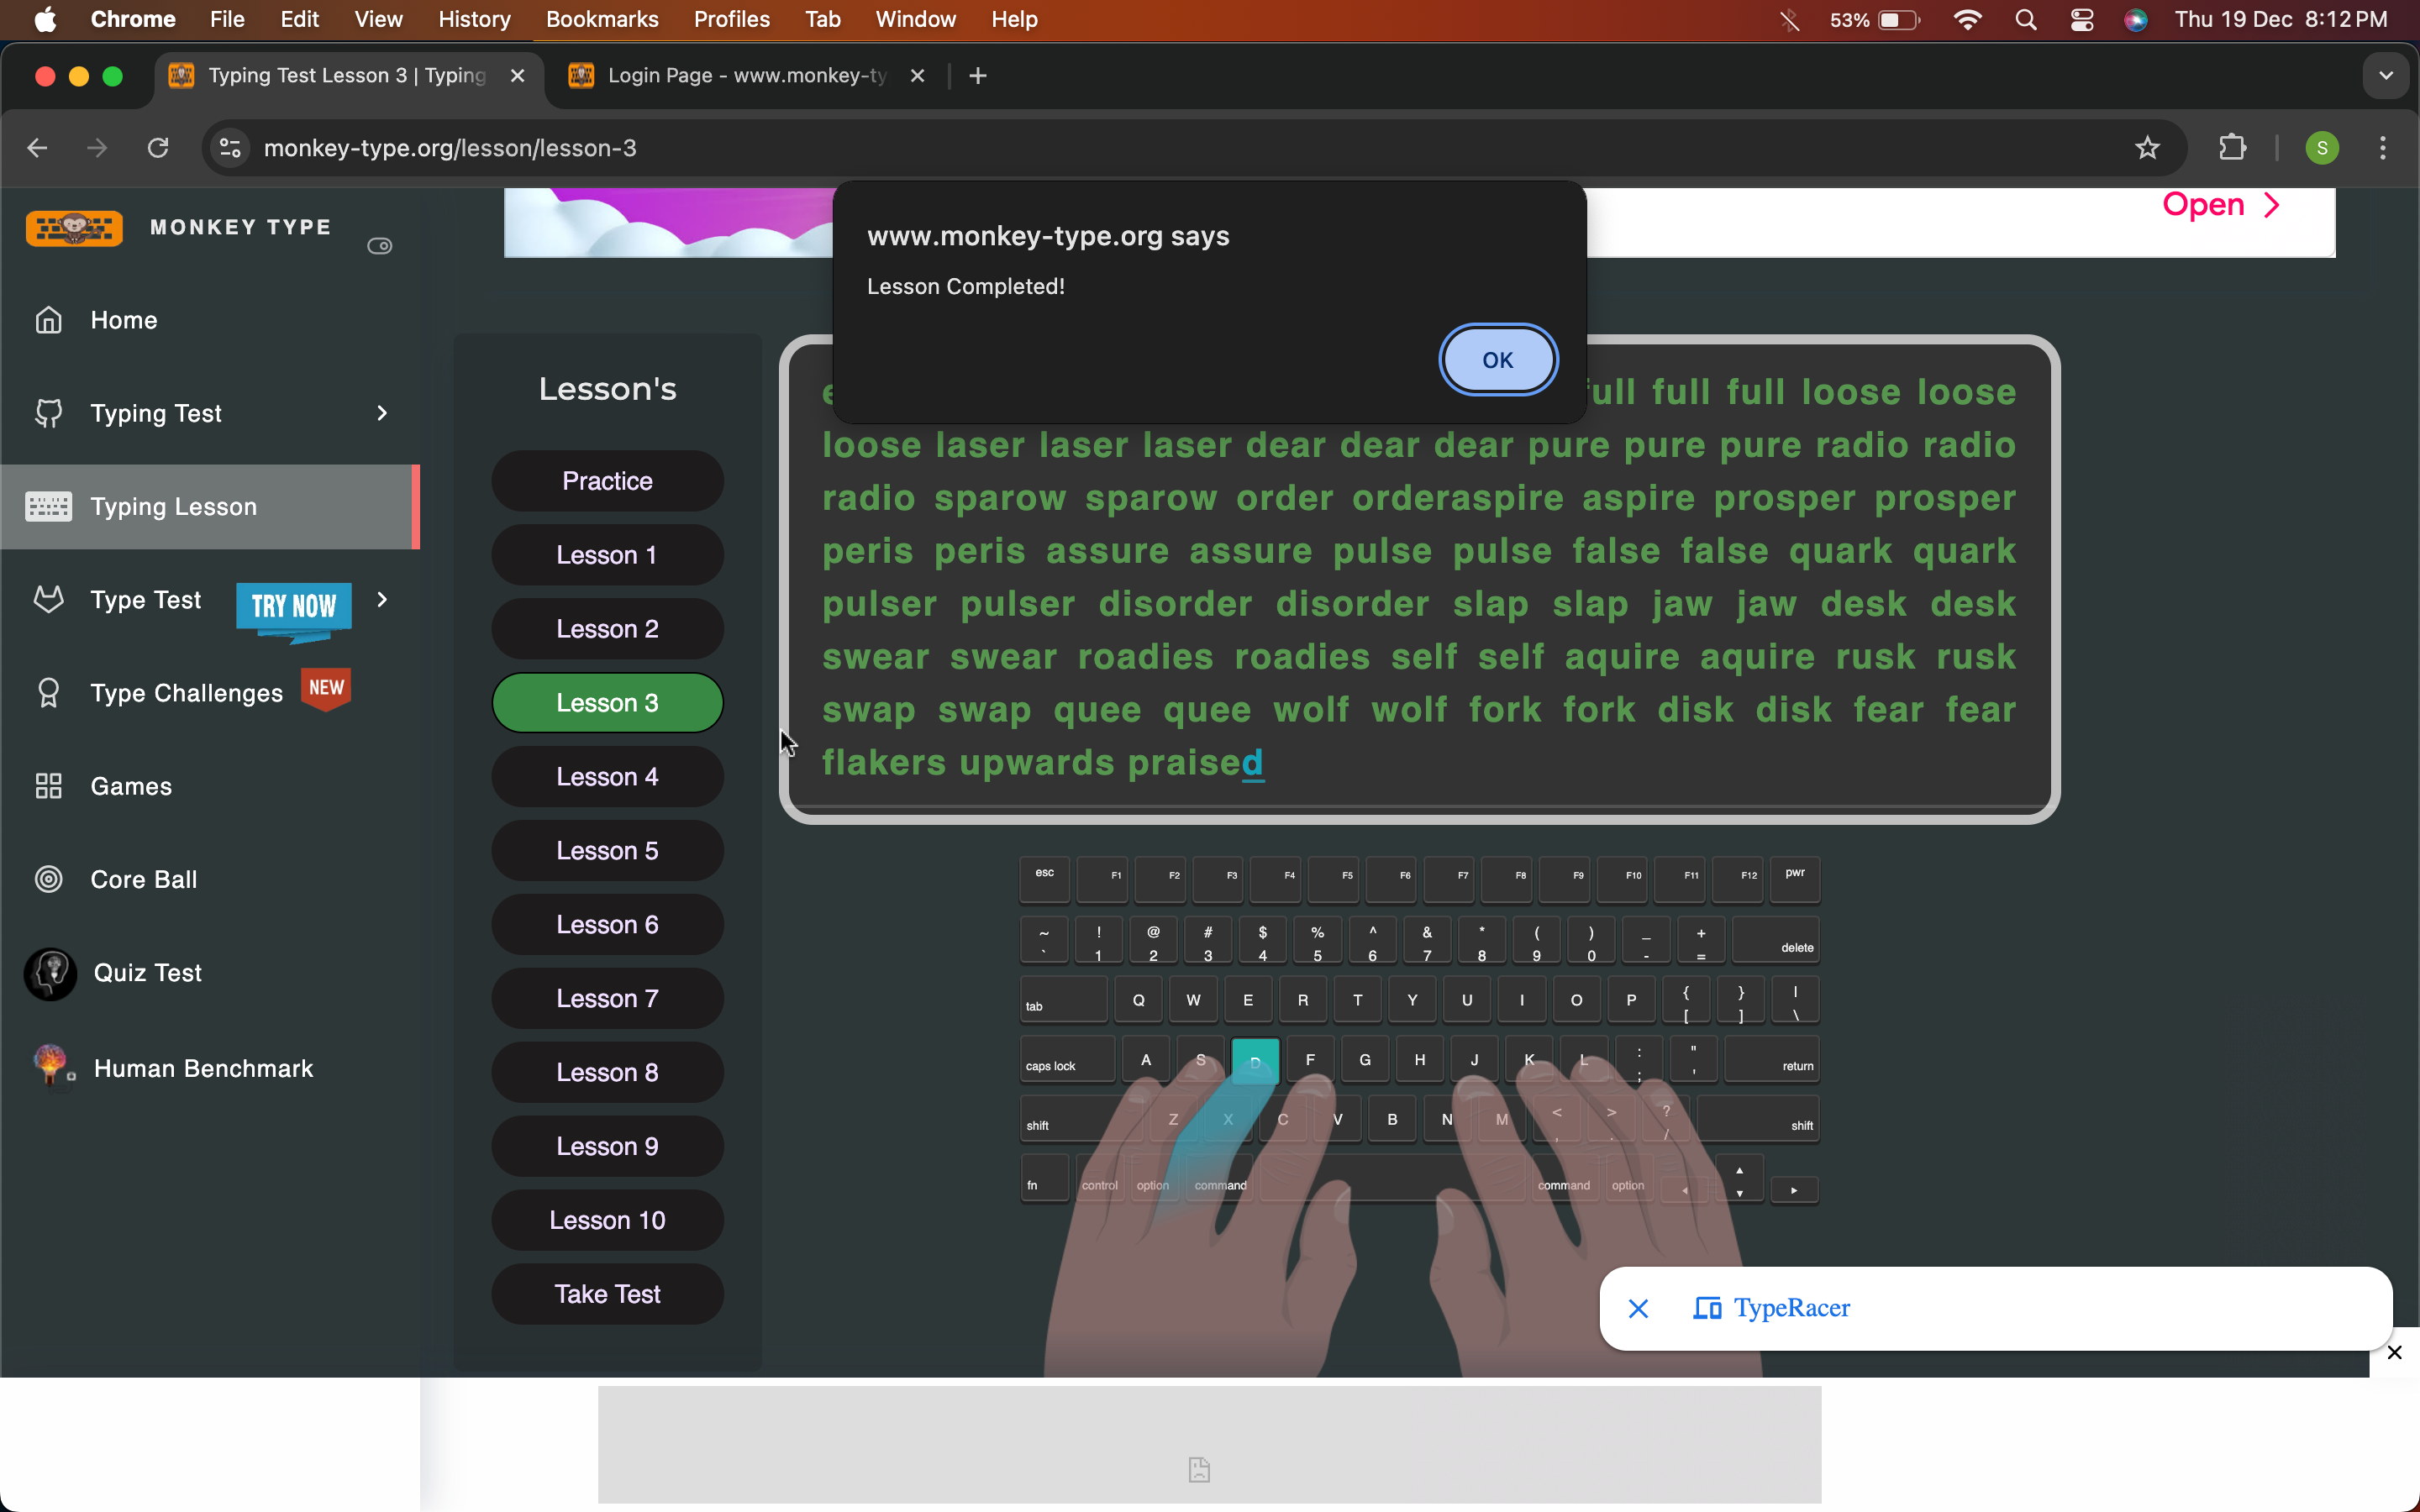 Chrome File Edit View History Bookmarks Profiles Tab Window Help 53% Thu 19 Dec 8:12 PM
Typing Test Lesson 3 | Typing
Login Page - www.monkey-ty
monkey-type.org/lesson/lesson-3
S
MONKEY TYPE
Home
Typing Test
Typing Lesson
Type Test
TRY NOW
Type Challenges
NEW
Games
Core Ball
Quiz Test
Human Benchmark
Open
www.monkey-type.org says
Lesson Completed!
OK
Lesson's
Practice
Lesson 1
Lesson 2
Lesson 3
Lesson 4
Lesson 5
Lesson 6
Lesson 7
Lesson 8
Lesson 9
Lesson 10
Take Test
full full loose loose
loose laser laser laser dear dear dear pure pure pure radio radio
radio sparow sparow order orderaspire aspire prosper prosper
peris peris assure assure pulse pulse false false quark quark
pulser pulser disorder disorder slap slap jaw jaw desk desk
swear swear roadies roadies self self aquire aquire rusk rusk
swap swap quee quee wolf wolf fork fork disk disk fear fear
flakers upwards praised
esc F1 F2 F3 F4 F5 F6 F7 F8 F9 F10 F11 F12 pwr
~ ! @ # $ % ^ & * ( ) _ +
` 1 2 3 4 5 6 7 8 9 0 - = delete
tab Q W E R T Y U I O P { } |
[ ] \
caps lock A S D F G H J K L : " return
; '
shift Z X C V B N M < > ? shift
, . /
fn control option command command option
TypeRacer